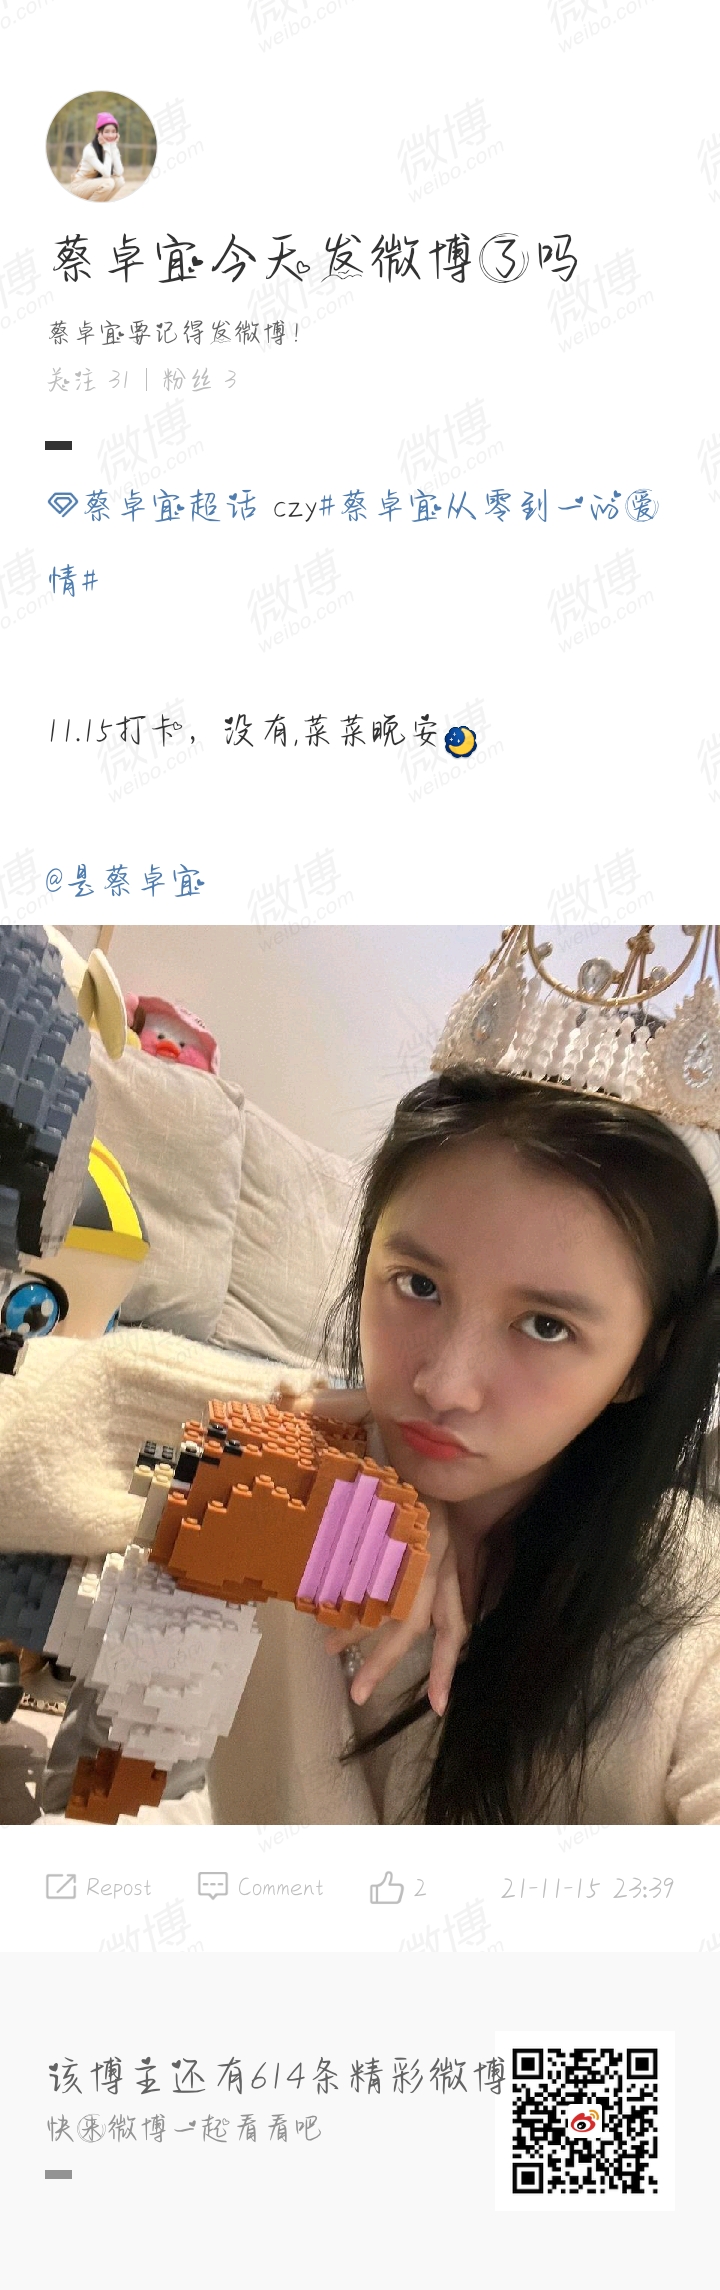 蔡卓宜今天发微博了吗
蔡卓宜要记得发微博！
关注 31 | 粉丝 3
蔡卓宜超话 czy#蔡卓宜从零到一的爱
情#
11.15打卡，没有,菜菜晚安
@是蔡卓宜
Repost Comment 2 21-11-15 23:39
该博主还有614条精彩微博
快来微博一起看看吧
微博
weibo.com